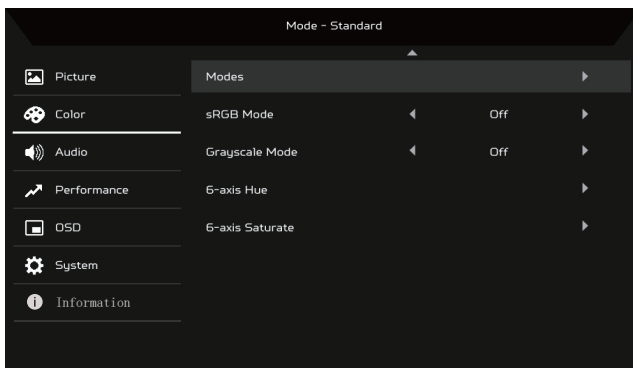 Mode - Standard
Picture
Modes
Color
sRGB Mode Off
Audio
Grayscale Mode Off
Performance
6-axis Hue
OSD
6-axis Saturate
System
Information